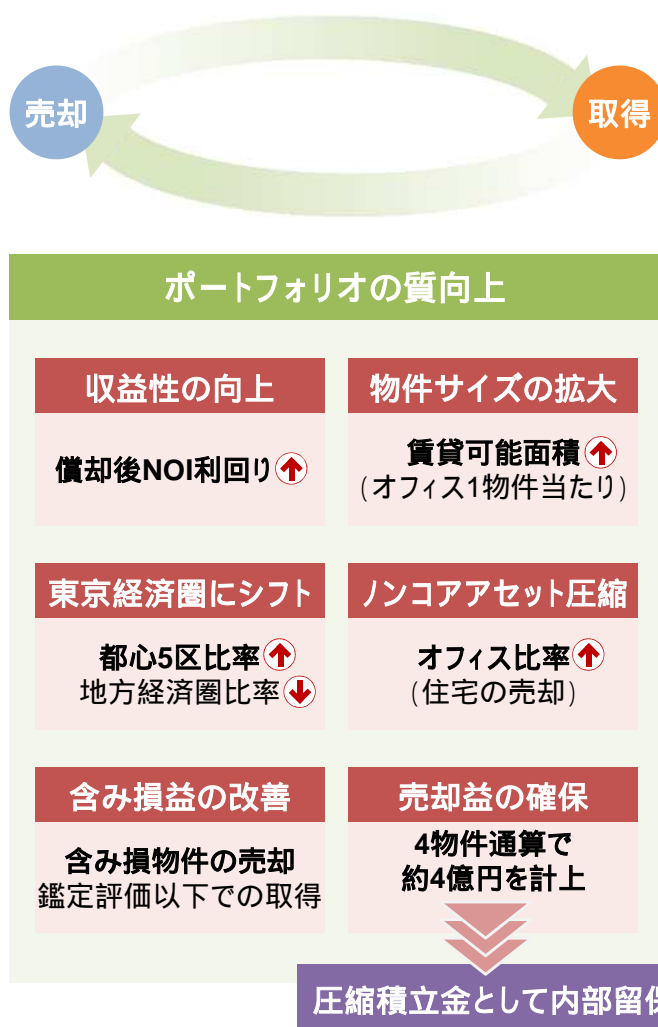 売却
取得
ポートフォリオの質向上
収益性の向上
償却後NOI利回り
物件サイズの拡大
賃貸可能面積
(オフィス1物件当たり)
東京経済圏にシフト
都心5区比率
地方経済圏比率
ノンコアアセット圧縮
オフィス比率
(住宅の売却)
含み損益の改善
含み損物件の売却
鑑定評価以下での取得
売却益の確保
4物件通算で
約4億円を計上
圧縮積立金として内部留保